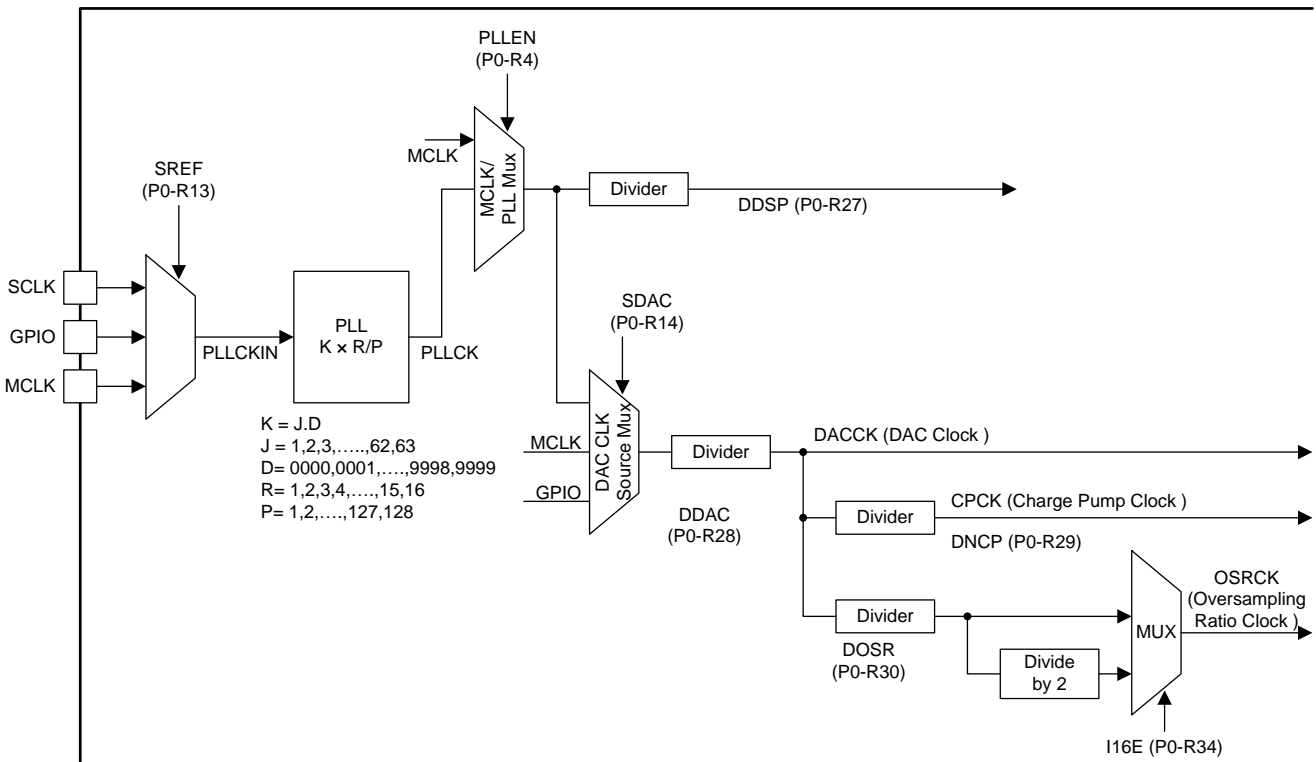 PLLEN
(P0-R4)
MCLK
MCLK/
PLL Mux
Divider
DDSP (P0-R27)
SREF
(P0-R13)
SCLK
GPIO
MCLK
PLLCKIN
PLL
K × R/P
PLLCK
K = J.D
J = 1,2,3,…..,62,63
D= 0000,0001,….,9998,9999
R= 1,2,3,4,….,15,16
P= 1,2,….,127,128
SDAC
(P0-R14)
MCLK
GPIO
DAC CLK
Source Mux
Divider
DDAC
(P0-R28)
DACCK (DAC Clock )
Divider
CPCK (Charge Pump Clock )
DNCP (P0-R29)
Divider
DOSR
(P0-R30)
Divide
by 2
MUX
OSRCK
(Oversampling
Ratio Clock )
I16E (P0-R34)